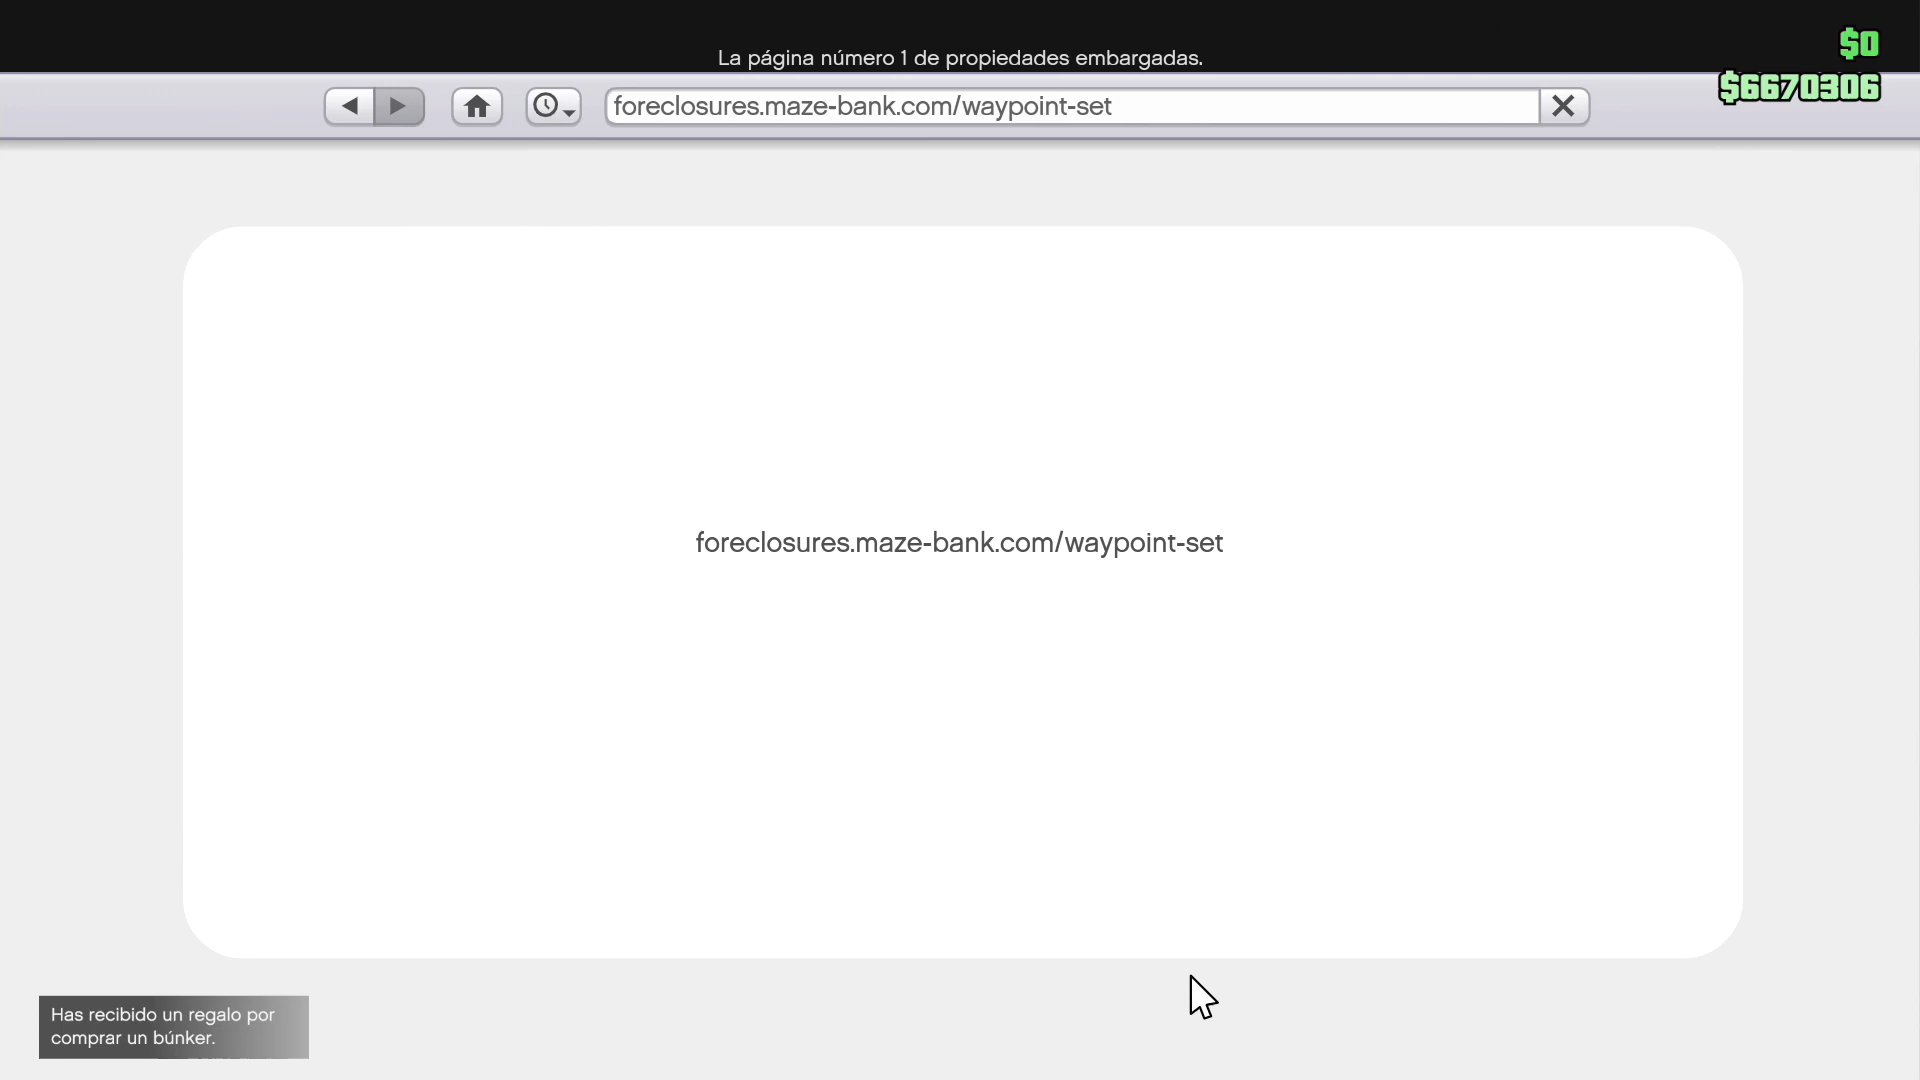 $0
La página número 1 de propiedades embargadas.
$6670306
foreclosures.maze-bank.com/waypoint-set
foreclosures.maze-bank.com/waypoint-set
Has recibido un regalo por
comprar un búnker.